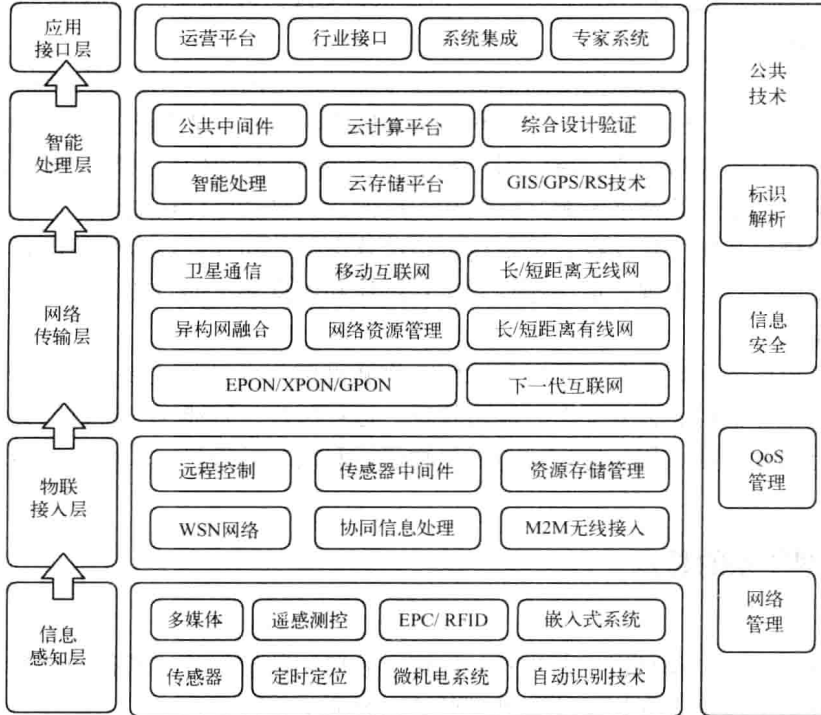 应用
接口层
运营平台
行业接口
系统集成
专家系统
智能
处理层
公共中间件
云计算平台
综合设计验证
智能处理
云存储平台
GIS/GPS/RS技术
网络
传输层
卫星通信
移动互联网
长/短距离无线网
异构网融合
网络资源管理
长/短距离有线网
EPON/XPON/GPON
下一代互联网
物联
接入层
远程控制
传感器中间件
资源存储管理
WSN网络
协同信息处理
M2M无线接入
信息
感知层
多媒体
遥感测控
EPC/ RFID
嵌入式系统
传感器
定时定位
微机电系统
自动识别技术
公共
技术
标识
解析
信息
安全
QoS
管理
网络
管理